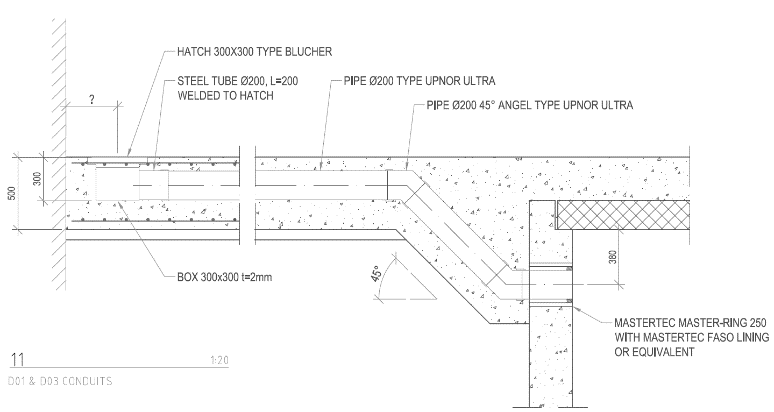 HATCH 300X300 TYPE BLUCHER
STEEL TUBE Ø200, L=200
WELDED TO HATCH
PIPE Ø200 TYPE UPNOR ULTRA
PIPE Ø200 45° ANGEL TYPE UPNOR ULTRA
?
500
300
380
45°
BOX 300x300 t=2mm
MASTERTEC MASTER-RING 250
WITH MASTERTEC FASO LINING
OR EQUIVALENT
11 1:20
D01 & D03 CONDUITS